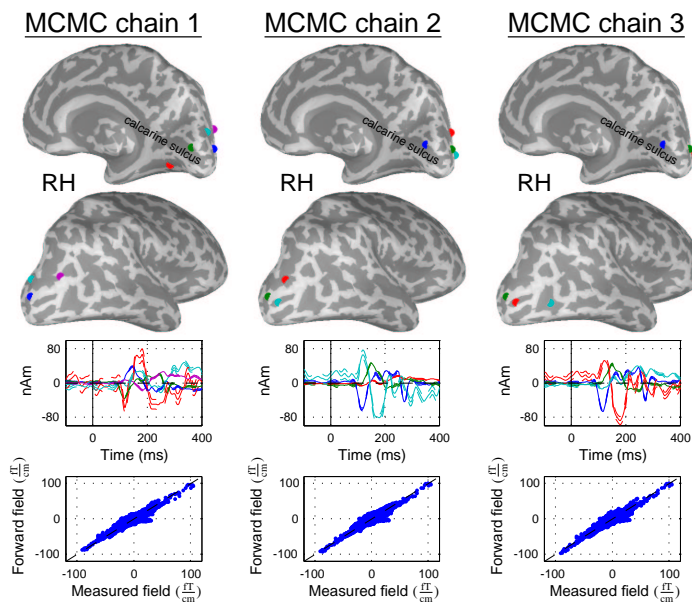 MCMC chain 1 MCMC chain 2 MCMC chain 3
calcarine sulcus calcarine sulcus calcarine sulcus
RH RH RH
80 80 80
0 0 0
-80 -80 -80
nAm nAm nAm
0 200 400 0 200 400 0 200 400
Time (ms) Time (ms) Time (ms)
Forward field (fT/cm) Forward field (fT/cm) Forward field (fT/cm)
100 100 100
0 0 0
-100 -100 -100
-100 0 100 -100 0 100 -100 0 100
Measured field (fT/cm) Measured field (fT/cm) Measured field (fT/cm)